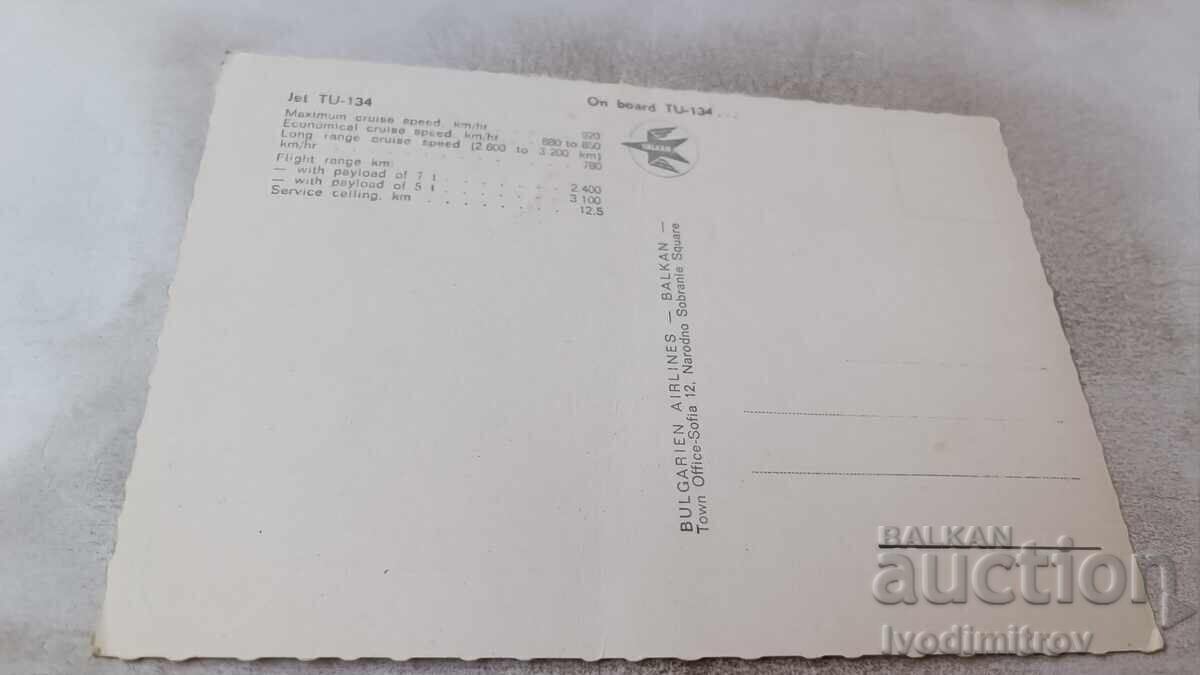 Jet TU-134
Maximum cruise speed, km/hr . . . 920
Economical cruise speed, km/hr . . 680 to 850
Long range cruise speed (2.600 to 3.200 km)
km/hr . . . . . . . . . . . . . 780
Flight range km:
— with payload of 7 t . . . . . . . . 2.400
— with payload of 5 t . . . . . . . . 3 100
Service ceiling, km . . . . . . . . . 12.5
On board TU-134 ...
BALKAN
BULGARIEN AIRLINES — BALKAN —
Town Office-Sofia 12, Narodno Sobranie Square
BALKAN
auction
Ivodjmitrov